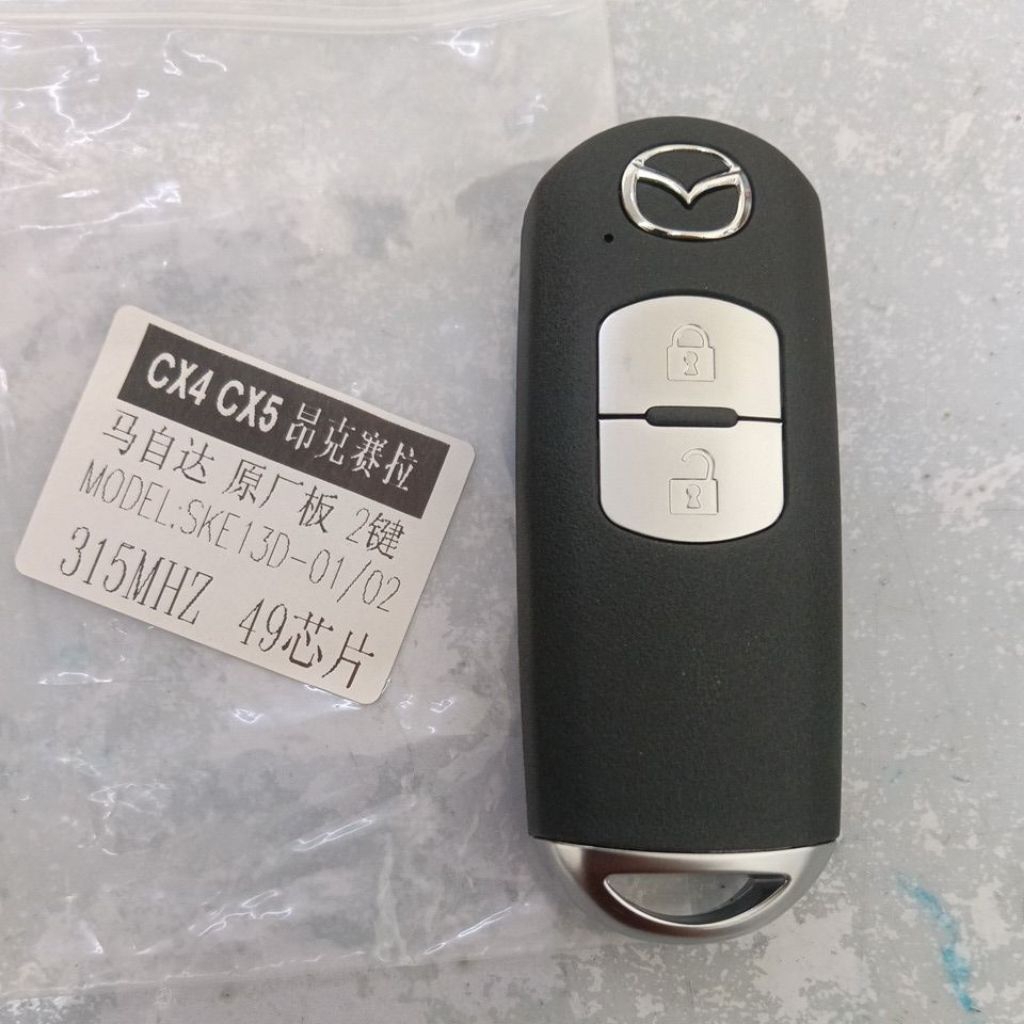 CX4 CX5 昂克赛拉
马自达 原厂板 2键
MODEL:SKE13D-01/02
315MHZ 49芯片